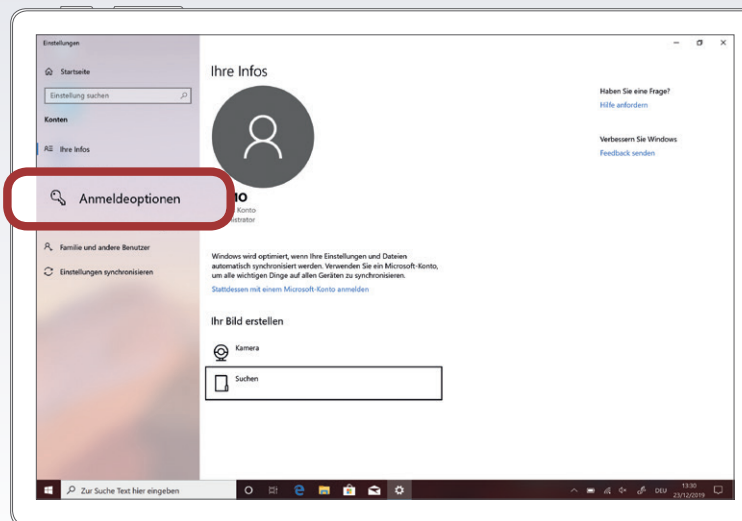 Einstellungen
Startseite
Einstellung suchen
Konten
Ihre Infos
Anmeldeoptionen
Familie und andere Benutzer
Einstellungen synchronisieren
Ihre Infos
Konto
Windows wird optimiert, wenn Ihre Einstellungen und Dateien
automatisch synchronisiert werden. Verwenden Sie ein Microsoft-Konto,
um alle wichtigen Dinge auf allen Geräten zu synchronisieren.
Stattdessen mit einem Microsoft-Konto anmelden
Ihr Bild erstellen
Kamera
Suchen
Haben Sie eine Frage?
Hilfe anfordern
Verbessern Sie Windows
Feedback senden
Zur Suche Text hier eingeben
DEU
13:30
23/12/2019